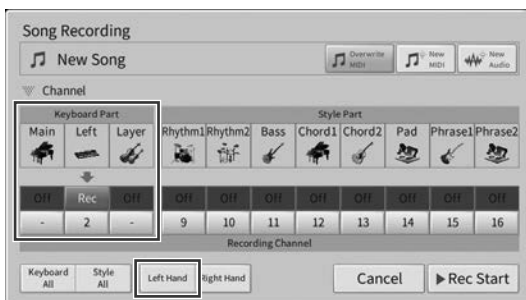 Song Recording
New Song
Overwrite MIDI
New MIDI
New Audio
Channel
Keyboard Part
Style Part
Main Left Layer Rhythm1 Rhythm2 Bass Chord1 Chord2 Pad Phrase1 Phrase2
Off Rec Off Off Off Off Off Off Off Off Off
- 2 - 9 10 11 12 13 14 15 16
Recording Channel
Keyboard All
Style All
Left Hand
Right Hand
Cancel
Rec Start